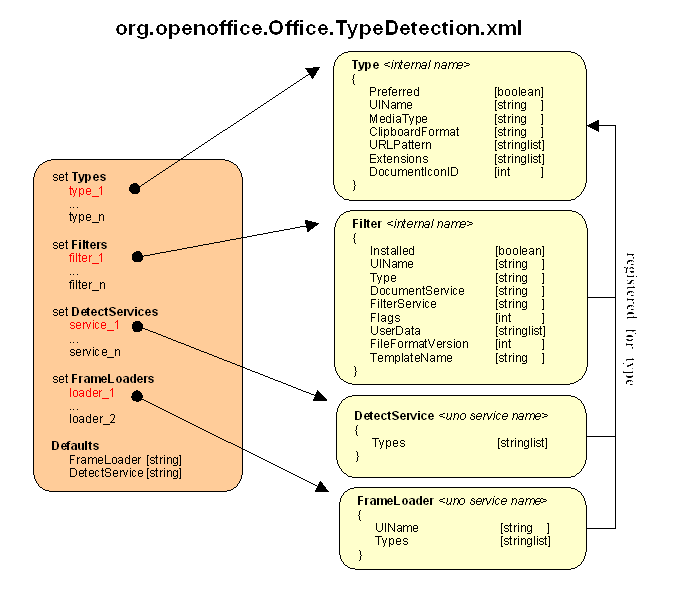 org.openoffice.Office.TypeDetection.xml
set Types
type_1
...
type_n
set Filters
filter_1
...
filter_n
set DetectServices
service_1
...
service_n
set FrameLoaders
loader_1
...
loader_2
Defaults
FrameLoader [string]
DetectService [string]
Type <internal name>
{
Preferred [boolean]
UIName [string ]
MediaType [string ]
ClipboardFormat [string ]
URLPattern [stringlist]
Extensions [stringlist]
DocumentIconID [int ]
}
Filter <internal name>
{
Installed [boolean]
UIName [string ]
Type [string ]
DocumentService [string ]
FilterService [string ]
Flags [int ]
UserData [stringlist]
FileFormatVersion [int ]
TemplateName [string ]
}
DetectService <uno service name>
{
Types [stringlist]
}
FrameLoader <uno service name>
{
UIName [string ]
Types [stringlist]
}
registered for type